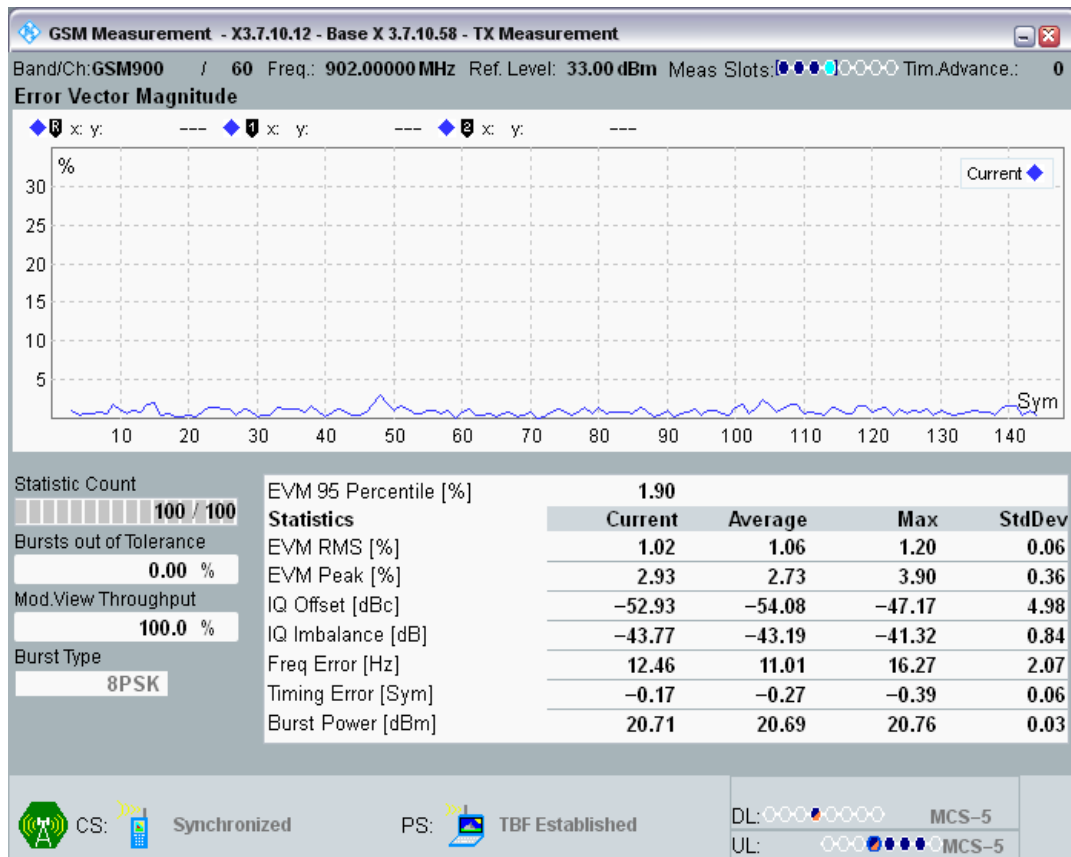 GSM Measurement - X3.7.10.12 - Base X 3.7.10.58 - TX Measurement
Band/Ch:GSM900 / 60 Freq.: 902.00000 MHz Ref. Level: 33.00 dBm Meas Slots: Tim.Advance.: 0
Error Vector Magnitude
R x: y: --- 1 x: y: --- 2 x: y: ---
%
Current
30
25
20
15
10
5
Sym
10 20 30 40 50 60 70 80 90 100 110 120 130 140
Statistic Count
100 / 100
Bursts out of Tolerance
0.00 %
Mod.View Throughput
100.0 %
Burst Type
8PSK
EVM 95 Percentile [%] 1.90
Statistics Current Average Max StdDev
EVM RMS [%] 1.02 1.06 1.20 0.06
EVM Peak [%] 2.93 2.73 3.90 0.36
IQ Offset [dBc] −52.93 −54.08 −47.17 4.98
IQ Imbalance [dB] −43.77 −43.19 −41.32 0.84
Freq Error [Hz] 12.46 11.01 16.27 2.07
Timing Error [Sym] −0.17 −0.27 −0.39 0.06
Burst Power [dBm] 20.71 20.69 20.76 0.03
CS: Synchronized PS: TBF Established
DL: MCS−5
UL: MCS−5